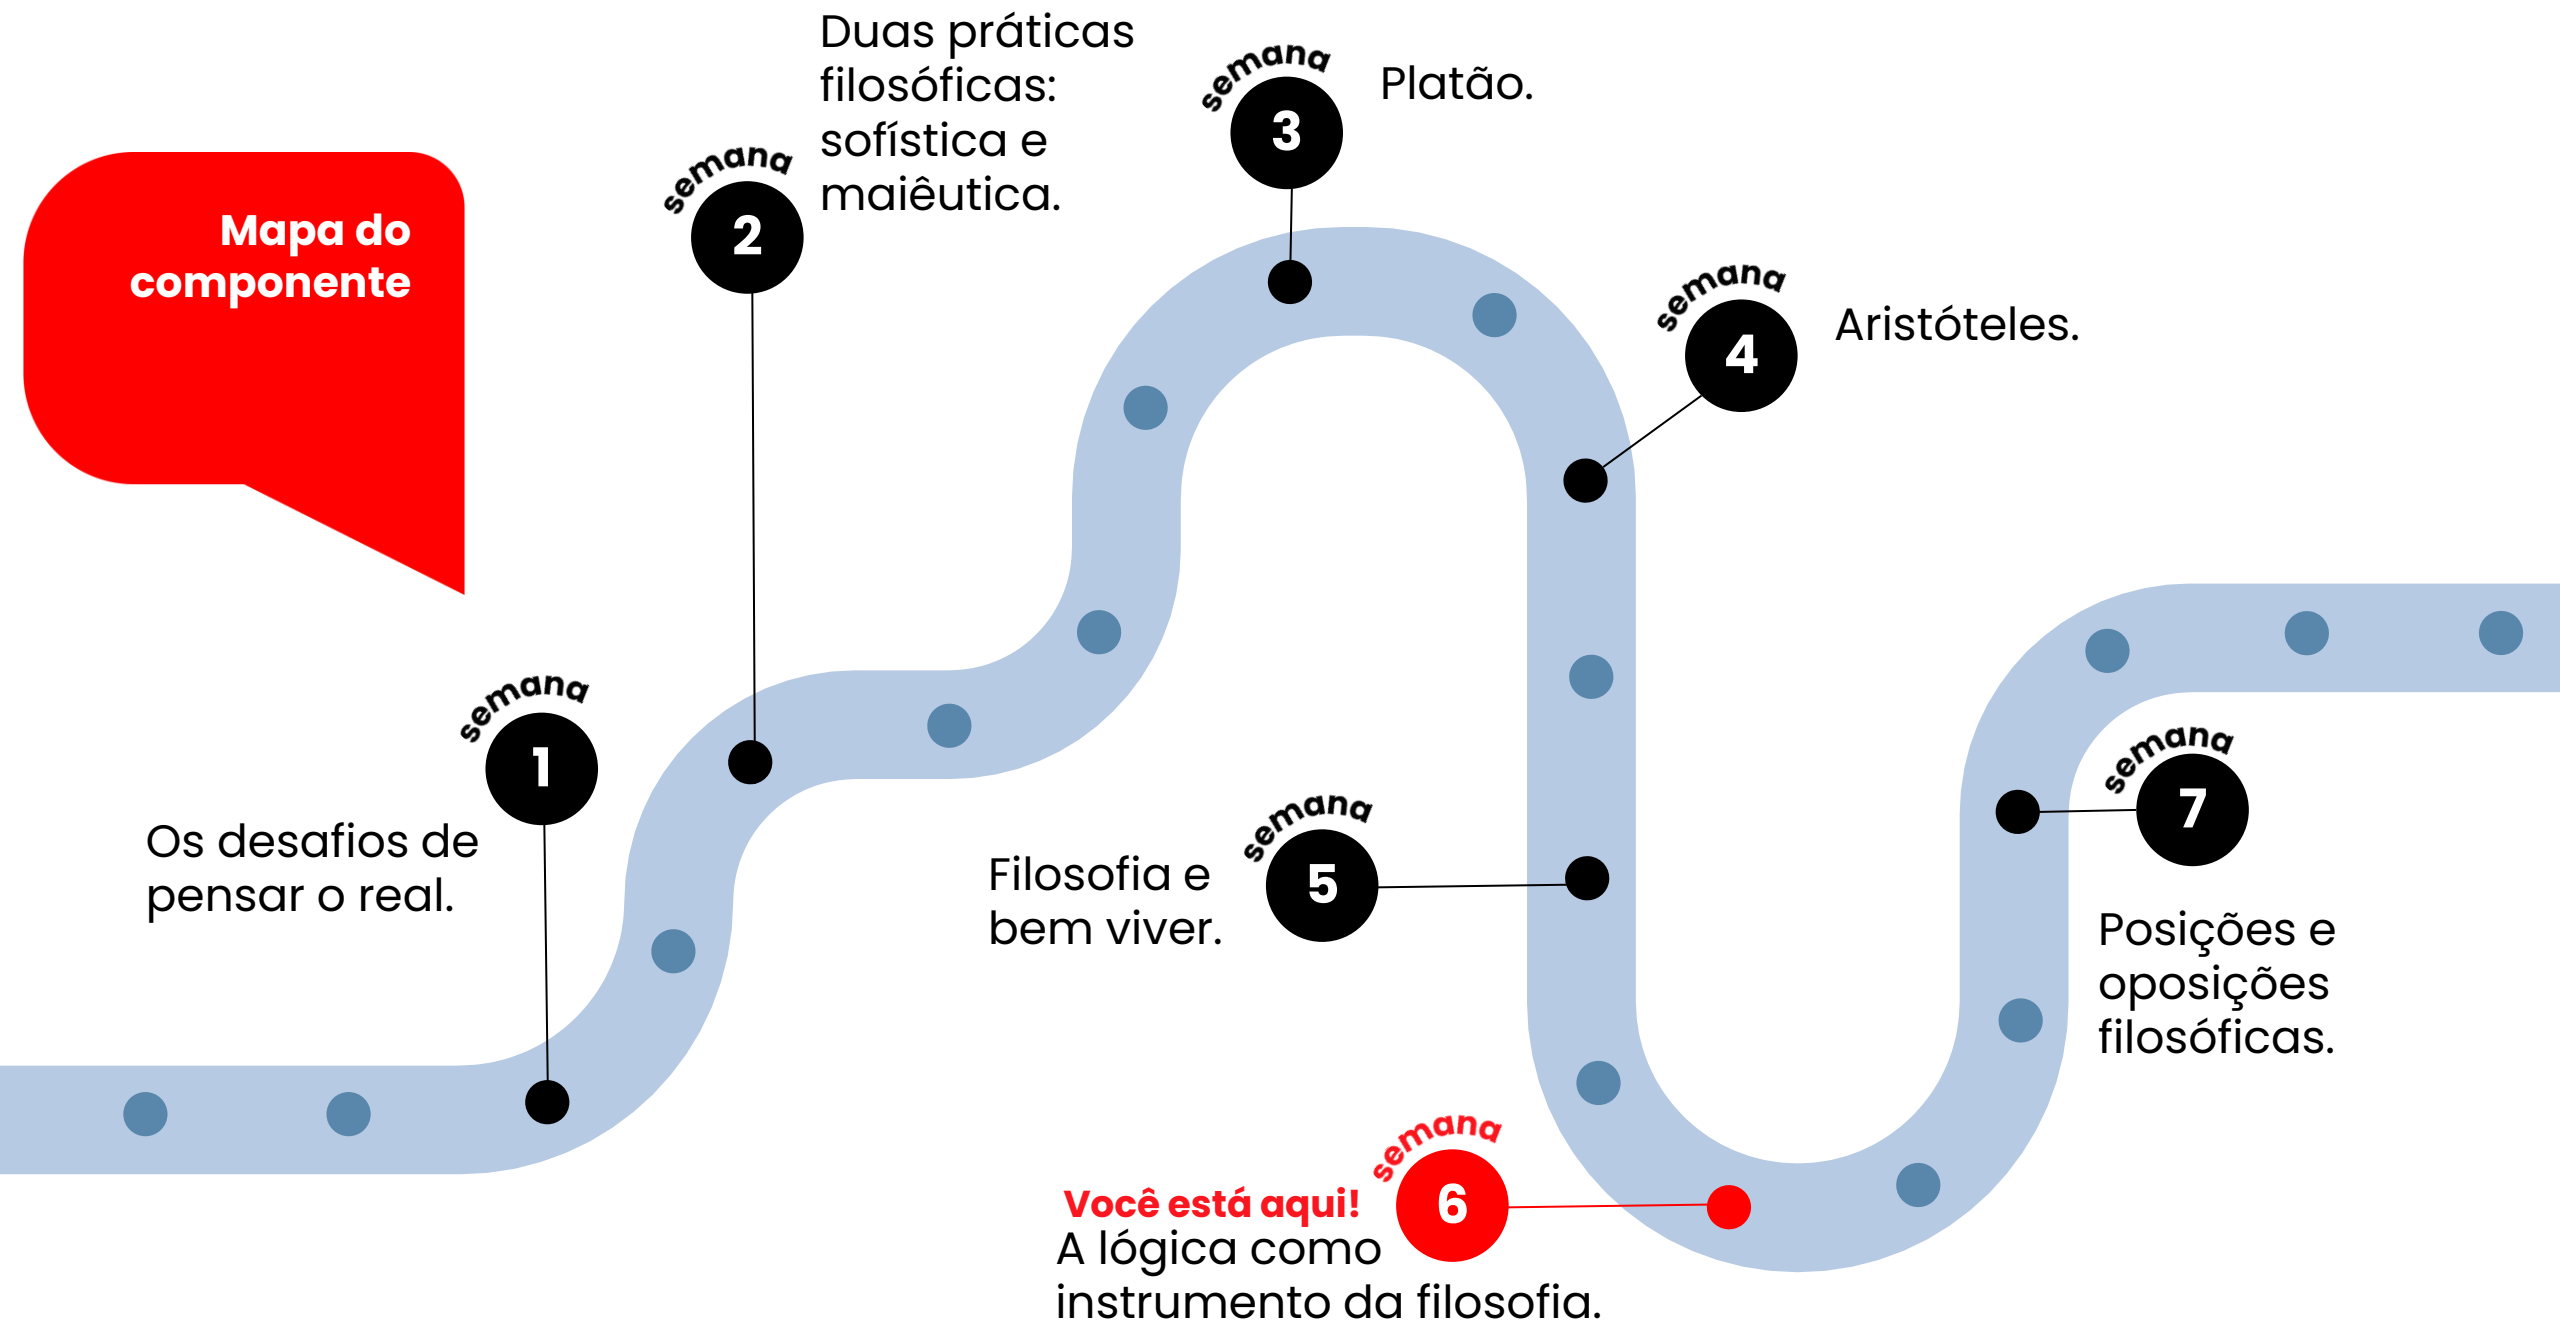 Mapa do
componente
semana
1
Os desafios de
pensar o real.
semana
2
Duas práticas
filosóficas:
sofística e
maiêutica.
semana
3
Platão.
semana
4
Aristóteles.
semana
5
Filosofia e
bem viver.
semana
6
Você está aqui!
A lógica como
instrumento da filosofia.
semana
7
Posições e
oposições
filosóficas.